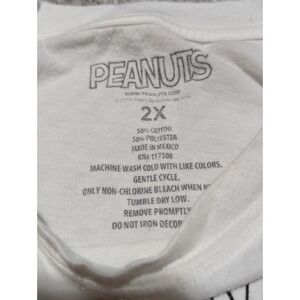 PEANUTS
WWW.PEANUTS.COM
2X
50% COTTON
50% POLYESTER
MADE IN MEXICO
RN# 117508
MACHINE WASH COLD WITH LIKE COLORS.
GENTLE CYCLE.
ONLY NON-CHLORINE BLEACH WHEN
TUMBLE DRY LOW.
REMOVE PROMPTLY
DO NOT IRON DECOR